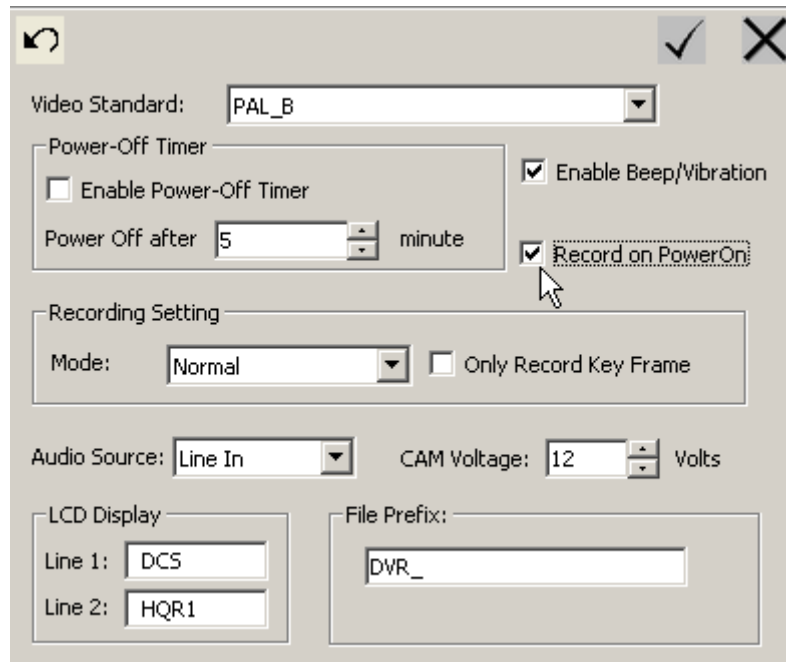 Video Standard: PAL_B
Power-Off Timer
Enable Power-Off Timer
Power Off after 5 minute
Enable Beep/Vibration
Record on PowerOn
Recording Setting
Mode: Normal Only Record Key Frame
Audio Source: Line In CAM Voltage: 12 Volts
LCD Display
Line 1: DCS
Line 2: HQR1
File Prefix:
DVR_